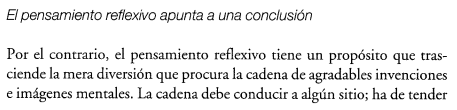 El pensamiento reflexivo apunta a una conclusión
Por el contrario, el pensamiento reflexivo tiene un propósito que tras-
ciende la mera diversión que procura la cadena de agradables invenciones
e imágenes mentales. La cadena debe conducir a algún sitio; ha de tender